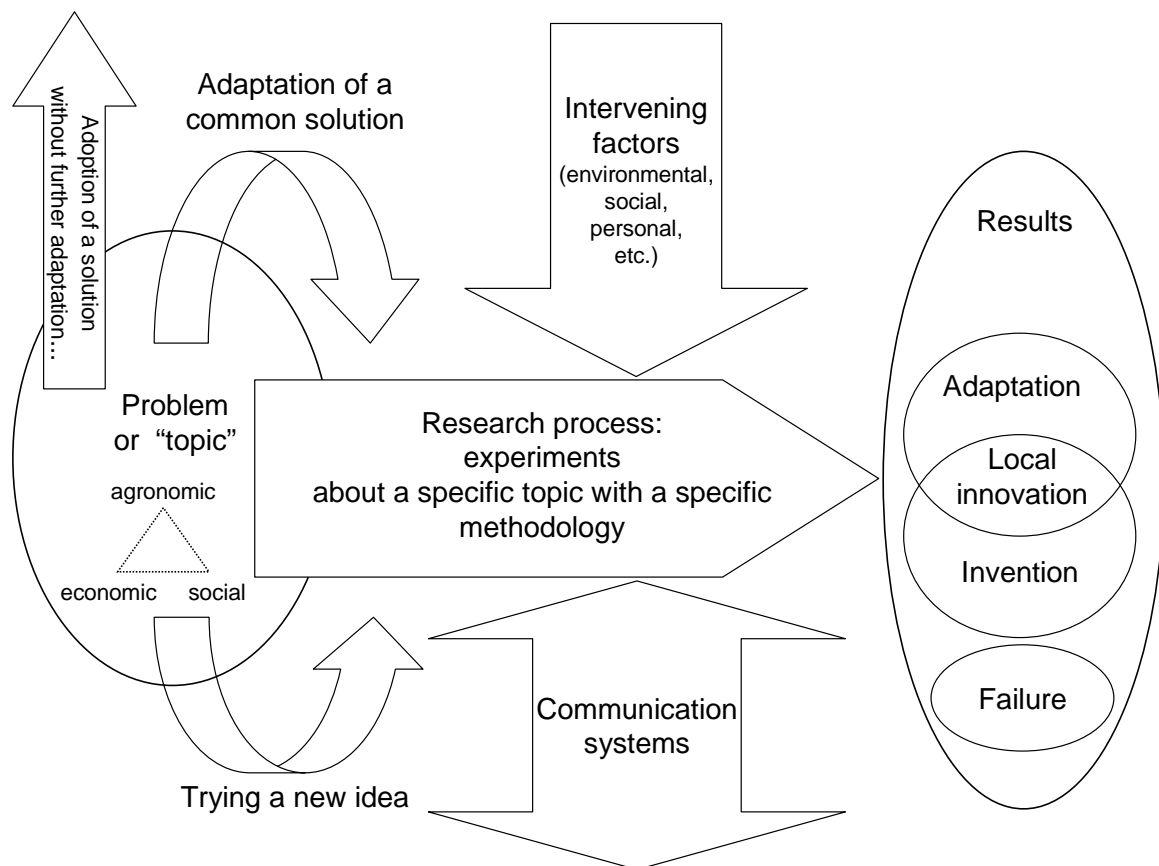 Adoption of a solution
without further adaptation...
Adaptation of a
common solution
Intervening
factors
(environmental,
social,
personal,
etc.)
Results
Problem
or “topic”
agronomic
economic
social
Research process:
experiments
about a specific topic with a specific
methodology
Adaptation
Local
innovation
Invention
Failure
Trying a new idea
Communication
systems